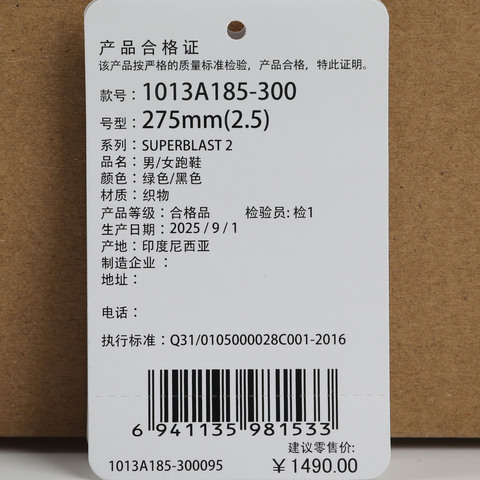 产品合格证
该产品按严格的质量标准检验，产品合格，特此证明。
款号：1013A185-300
号型：275mm(2.5)
系列：SUPERBLAST 2
品名：男/女跑鞋
颜色：绿色/黑色
材质：织物
产品等级：合格品 检验员: 检1
生产日期：2025 / 9 / 1
产地：印度尼西亚
制造企业 ：
地址：
电话：
执行标准：Q31/0105000028C001-2016
6 941135 981533
建议零售价:
1013A185-300095 ￥1490.00